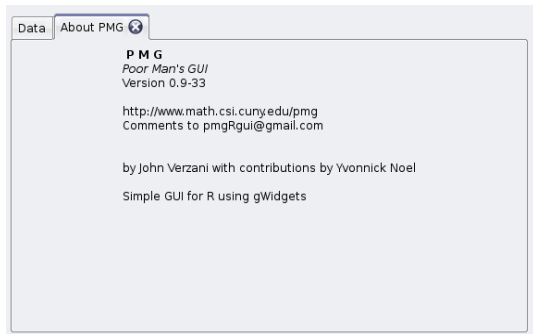 Data
About PMG
P M G
Poor Man's GUI
Version 0.9-33
http://www.math.csi.cuny.edu/pmg
Comments to pmgRgui@gmail.com
by John Verzani with contributions by Yvonnick Noel
Simple GUI for R using gWidgets